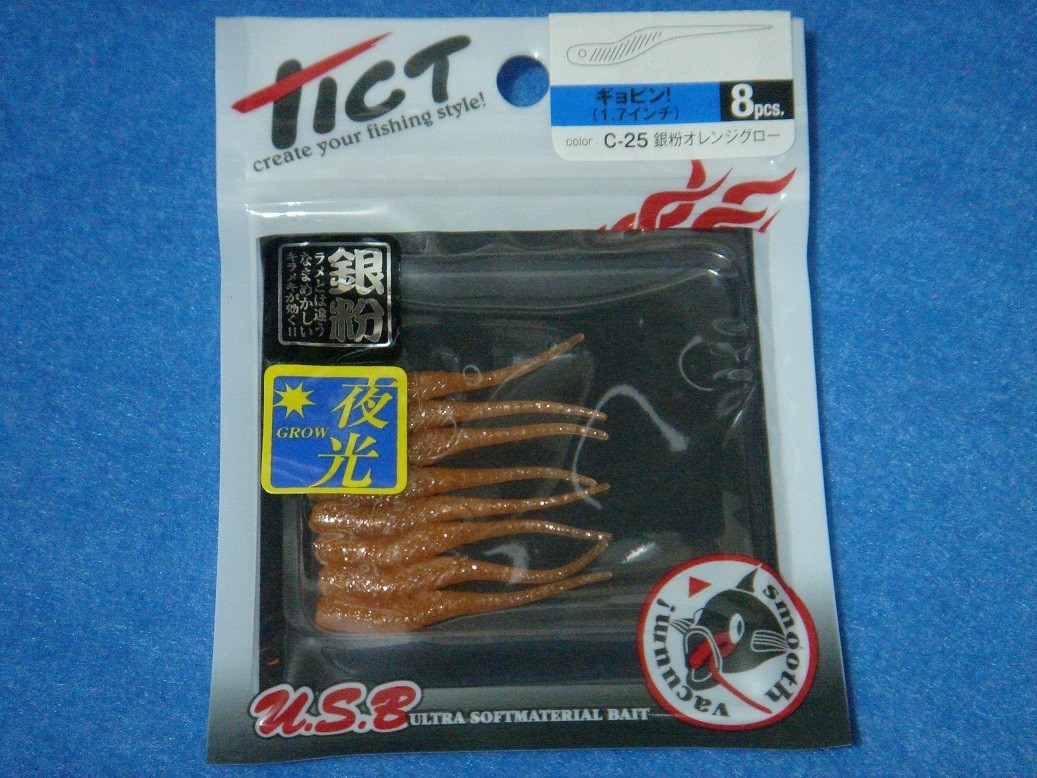 TICT
create your fishing style!
ギョピン!
(1.7インチ)
8pcs.
color : C-25 銀粉オレンジグロー
銀粉
ラメとは違う
なまめかしい
キラメキが効く!!
夜光
GROW
smooth
vacuum!
U.S.B
ULTRA SOFTMATERIAL BAIT